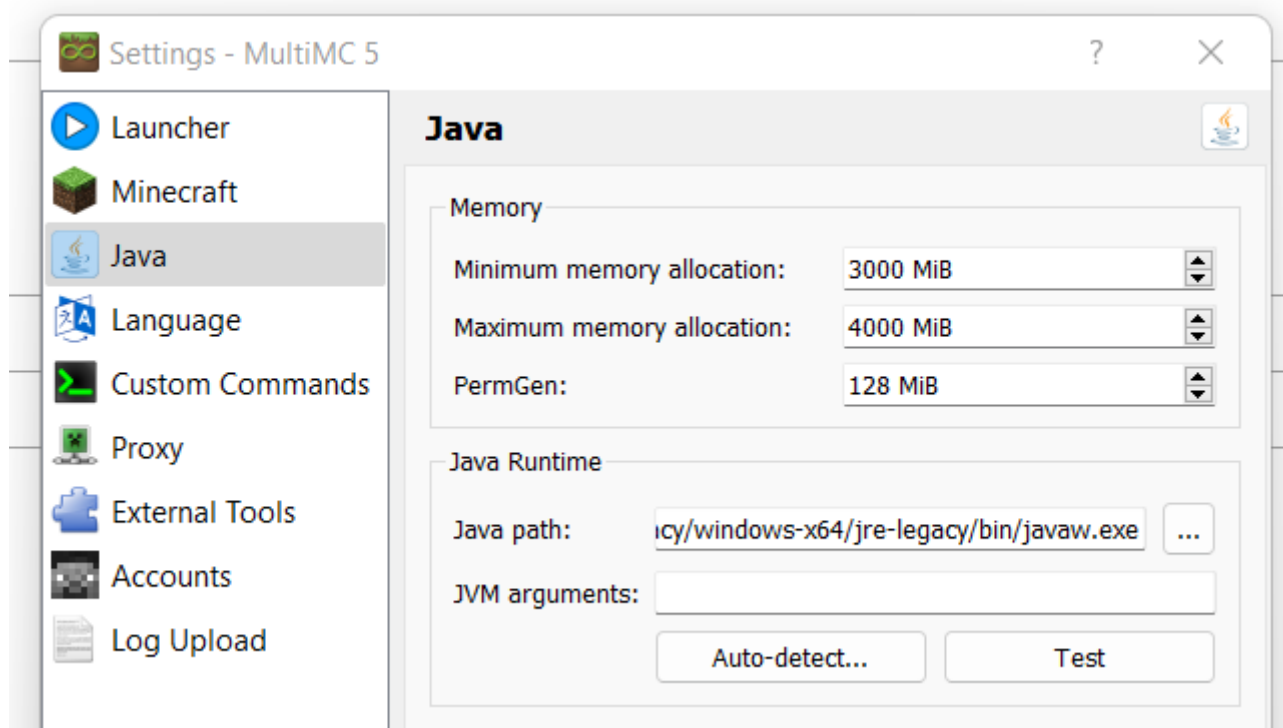 Settings - MultiMC 5
?
Launcher
Minecraft
Java
Language
Custom Commands
Proxy
External Tools
Accounts
Log Upload
Java
Memory
Minimum memory allocation: 3000 MiB
Maximum memory allocation: 4000 MiB
PermGen: 128 MiB
Java Runtime
Java path: cy/windows-x64/jre-legacy/bin/javaw.exe ...
JVM arguments:
Auto-detect... Test